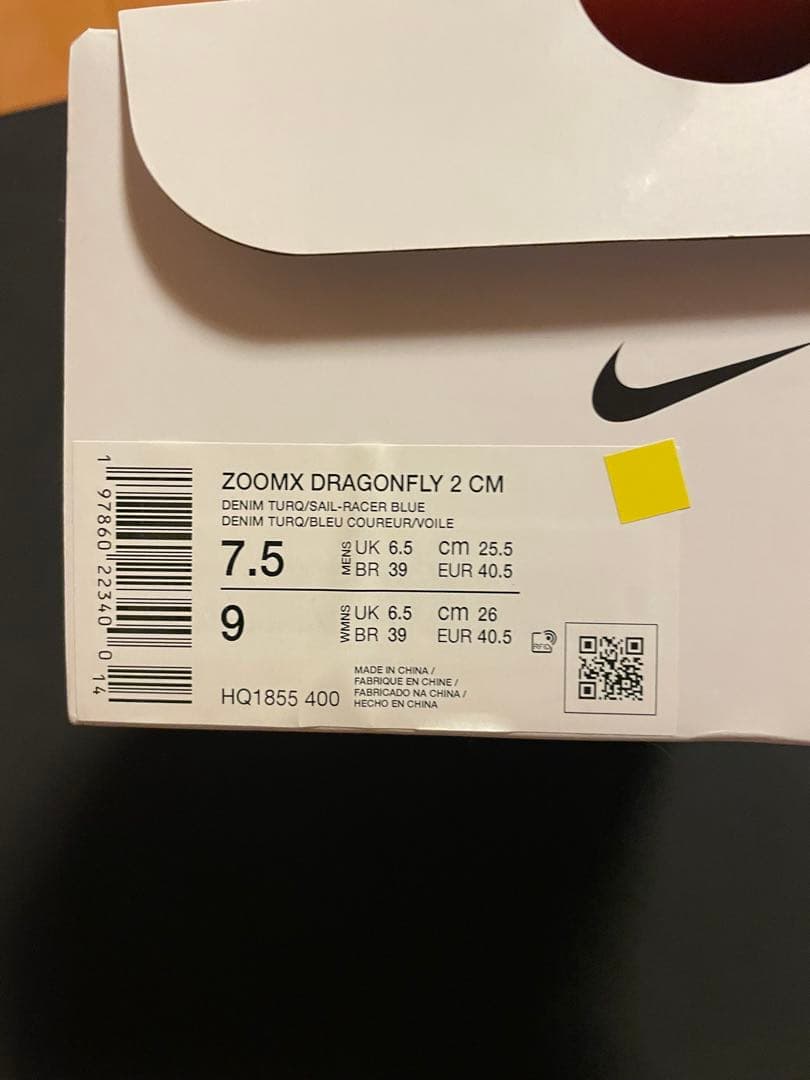 ZOOMX DRAGONFLY 2 CM
DENIM TURQ/SAIL-RACER BLUE
DENIM TURQ/BLEU COUREUR/VOILE
7.5 MENS UK 6.5 cm 25.5
BR 39 EUR 40.5
9 WMNS UK 6.5 cm 26
BR 39 EUR 40.5
RFID
MADE IN CHINA /
FABRIQUE EN CHINE /
FABRICADO NA CHINA /
HECHO EN CHINA
HQ1855 400
1 97860 22340 0 14